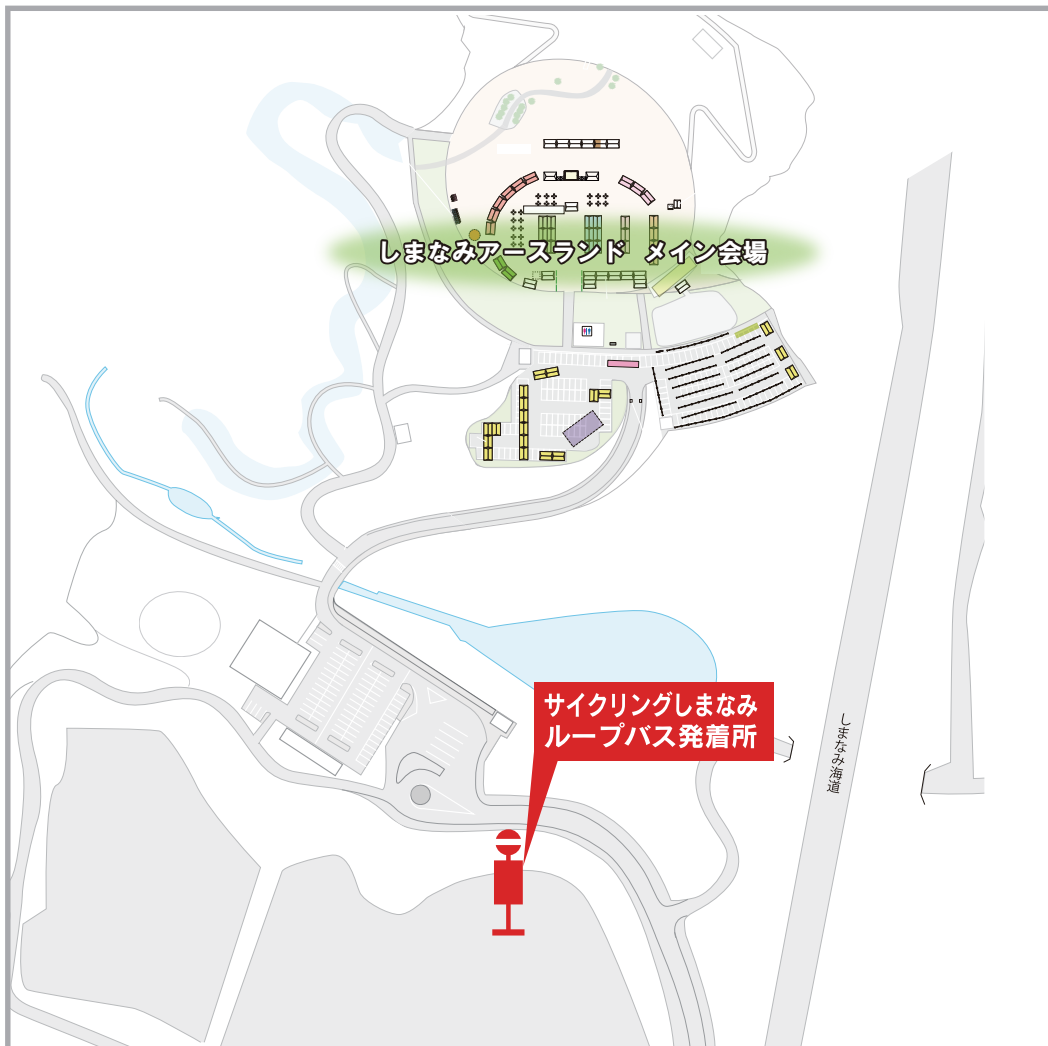 しまなみアースランド　メイン会場
サイクリングしまなみ
ループバス発着所
しまなみ海道